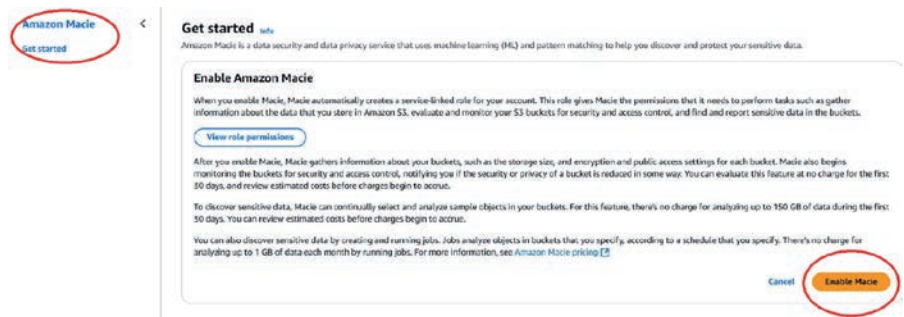 Amazon Macie
Get started
Get started Info
Amazon Macie is a data security and data privacy service that uses machine learning (ML) and pattern matching to help you discover and protect your sensitive data.
Enable Amazon Macie
When you enable Macie, Macie automatically creates a service-linked role for your account. This role gives Macie the permissions that it needs to perform tasks such as gather
information about the data that you store in Amazon S3, evaluate and monitor your S3 buckets for security and access control, and find and report sensitive data in the buckets.
View role permissions
After you enable Macie, Macie gathers information about your buckets, such as the storage size, and encryption and public access settings for each bucket. Macie also begins
monitoring the buckets for security and access control, notifying you if the security or privacy of a bucket is reduced in some way. You can evaluate this feature at no charge for the first
30 days, and review estimated costs before charges begin to accrue.
To discover sensitive data, Macie can continually select and analyze sample objects in your buckets. For this feature, there's no charge for analyzing up to 150 GB of data during the first
30 days. You can review estimated costs before charges begin to accrue.
You can also discover sensitive data by creating and running jobs. Jobs analyze objects in buckets that you specify, according to a schedule that you specify. There's no charge for
analyzing up to 1 GB of data each month by running jobs. For more information, see Amazon Macie pricing
Cancel Enable Macie